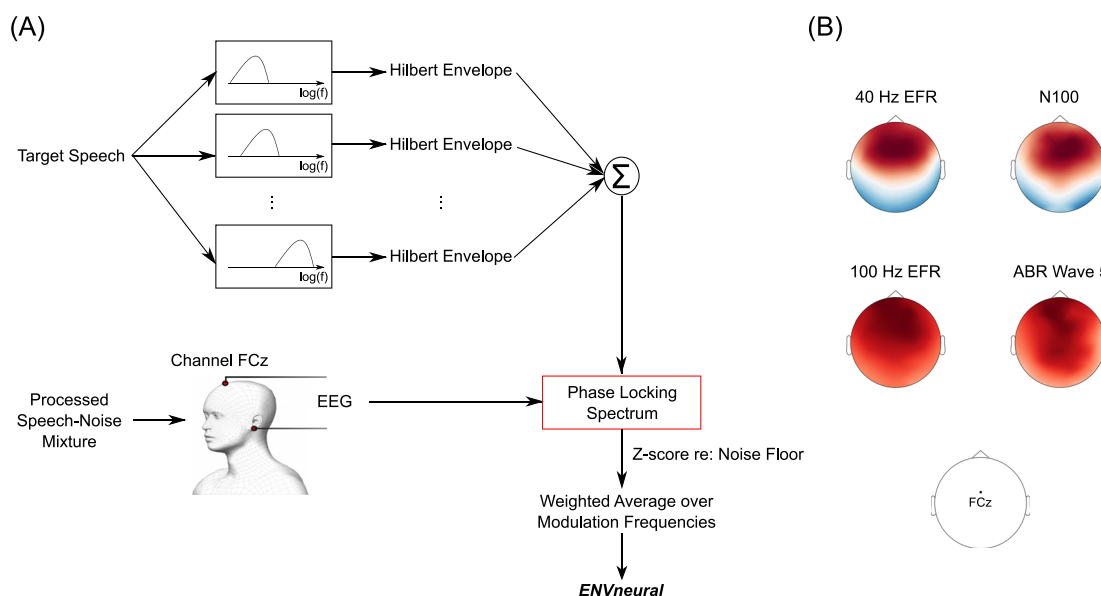 (A)
log(f)
Hilbert Envelope
Target Speech
log(f)
Hilbert Envelope
Σ
⋮
⋮
log(f)
Hilbert Envelope
Channel FCz
Processed
Speech-Noise
Mixture
EEG
Phase Locking
Spectrum
Z-score re: Noise Floor
Weighted Average over
Modulation Frequencies
ENVneural
(B)
40 Hz EFR
N100
100 Hz EFR
ABR Wave 5
FCz